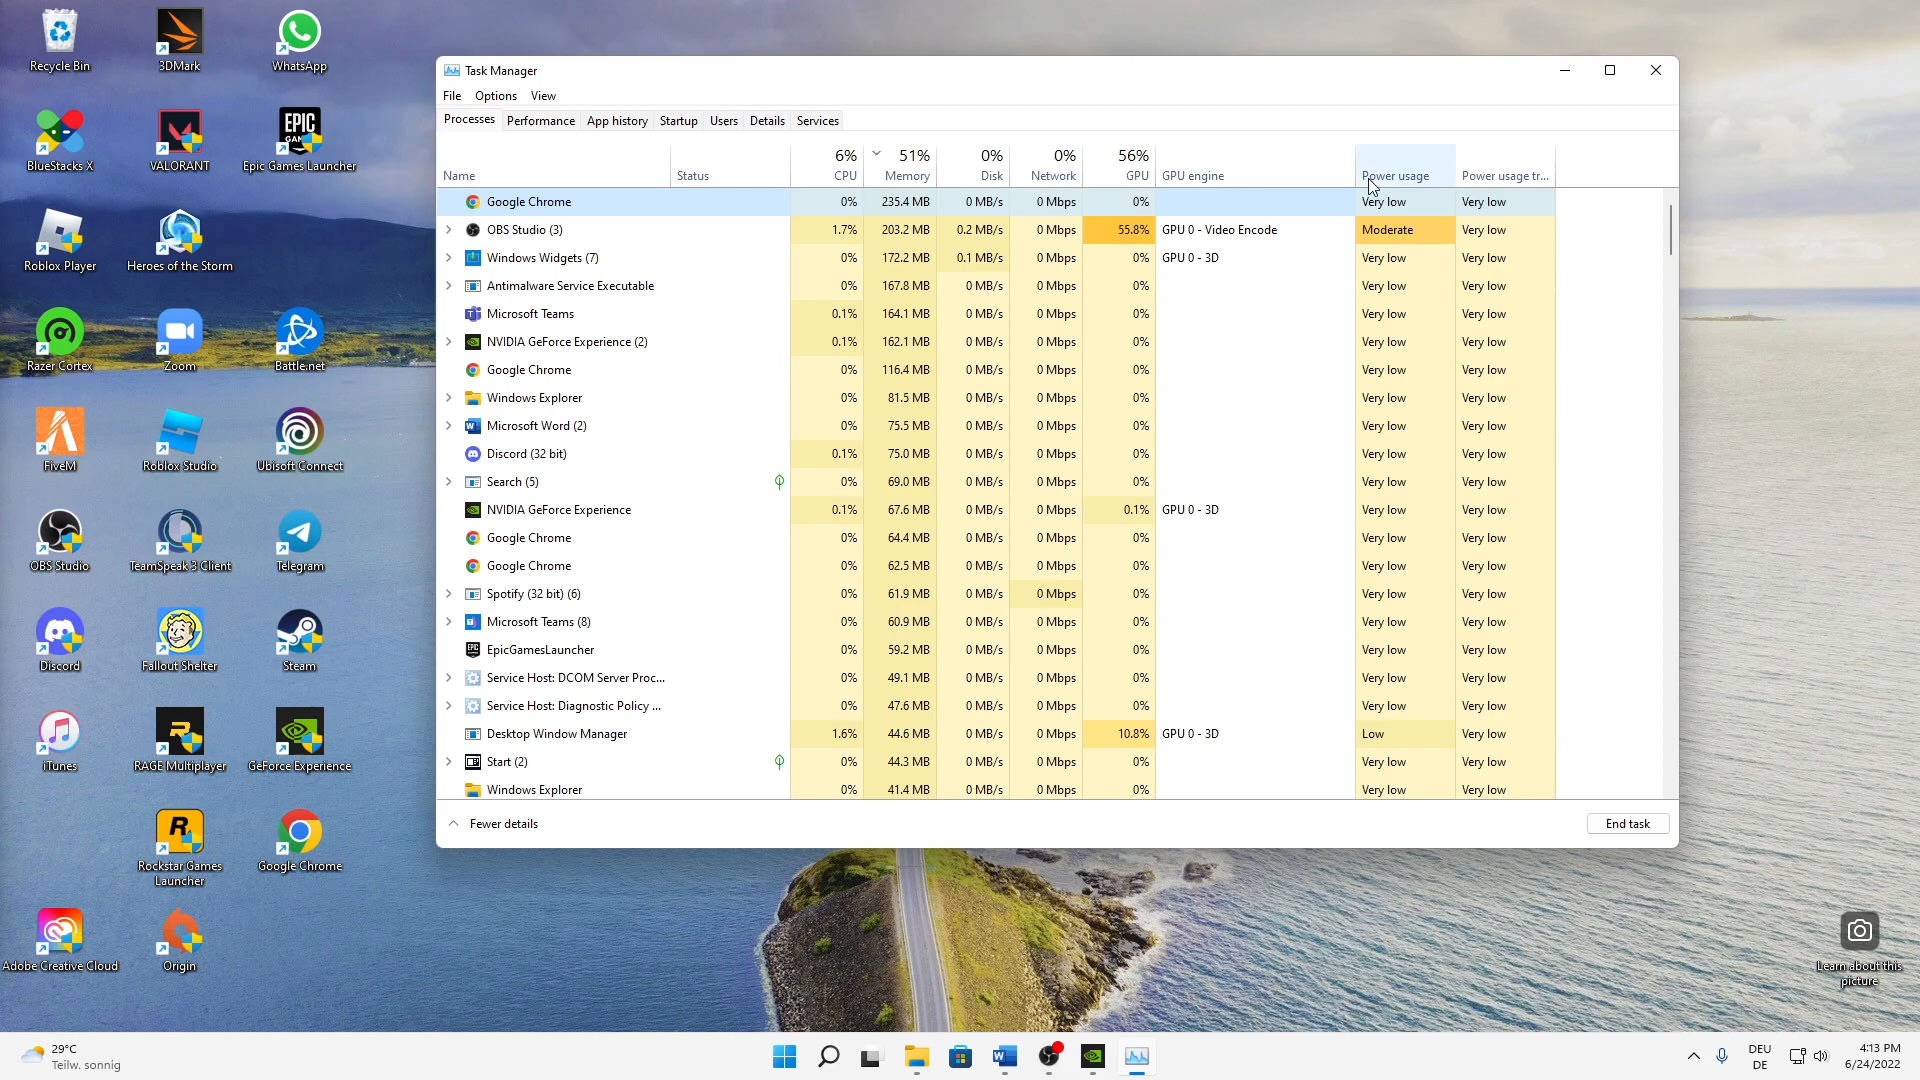 Recycle Bin
3DMark
WhatsApp
BlueStacks X
VALORANT
EPIC
GAMES
Epic Games Launcher
Roblox Player
Heroes of the Storm
Razer Cortex
Zoom
Battle.net
FiveM
Roblox Studio
Ubisoft Connect
OBS Studio
TeamSpeak 3 Client
Telegram
Discord
Fallout Shelter
Steam
iTunes
RAGE Multiplayer
GeForce Experience
Rockstar Games
Launcher
Google Chrome
Adobe Creative Cloud
Origin
Task Manager
File Options View
Processes Performance App history Startup Users Details Services
6% 51% 0% 0% 56%
Name Status CPU Memory Disk Network GPU GPU engine Power usage Power usage tr...
Google Chrome 0% 235.4 MB 0 MB/s 0 Mbps 0% Very low Very low
OBS Studio (3) 1.7% 203.2 MB 0.2 MB/s 0 Mbps 55.8% GPU 0 - Video Encode Moderate Very low
Windows Widgets (7) 0% 172.2 MB 0.1 MB/s 0 Mbps 0% GPU 0 - 3D Very low Very low
Antimalware Service Executable 0% 167.8 MB 0 MB/s 0 Mbps 0% Very low Very low
Microsoft Teams 0.1% 164.1 MB 0 MB/s 0 Mbps 0% Very low Very low
NVIDIA GeForce Experience (2) 0.1% 162.1 MB 0 MB/s 0 Mbps 0% Very low Very low
Google Chrome 0% 116.4 MB 0 MB/s 0 Mbps 0% Very low Very low
Windows Explorer 0% 81.5 MB 0 MB/s 0 Mbps 0% Very low Very low
Microsoft Word (2) 0% 75.5 MB 0 MB/s 0 Mbps 0% Very low Very low
Discord (32 bit) 0.1% 75.0 MB 0 MB/s 0 Mbps 0% Very low Very low
Search (5) 0% 69.0 MB 0 MB/s 0 Mbps 0% Very low Very low
NVIDIA GeForce Experience 0.1% 67.6 MB 0 MB/s 0 Mbps 0.1% GPU 0 - 3D Very low Very low
Google Chrome 0% 64.4 MB 0 MB/s 0 Mbps 0% Very low Very low
Google Chrome 0% 62.5 MB 0 MB/s 0 Mbps 0% Very low Very low
Spotify (32 bit) (6) 0% 61.9 MB 0 MB/s 0 Mbps 0% Very low Very low
Microsoft Teams (8) 0% 60.9 MB 0 MB/s 0 Mbps 0% Very low Very low
EpicGamesLauncher 0% 59.2 MB 0 MB/s 0 Mbps 0% Very low Very low
Service Host: DCOM Server Proc... 0% 49.1 MB 0 MB/s 0 Mbps 0% Very low Very low
Service Host: Diagnostic Policy ... 0% 47.6 MB 0 MB/s 0 Mbps 0% Very low Very low
Desktop Window Manager 1.6% 44.6 MB 0 MB/s 0 Mbps 10.8% GPU 0 - 3D Low Very low
Start (2) 0% 44.3 MB 0 MB/s 0 Mbps 0% Very low Very low
Windows Explorer 0% 41.4 MB 0 MB/s 0 Mbps 0% Very low Very low
Fewer details
End task
Learn about this
picture
29°C
Teilw. sonnig
DEU
DE
4:13 PM
6/24/2022